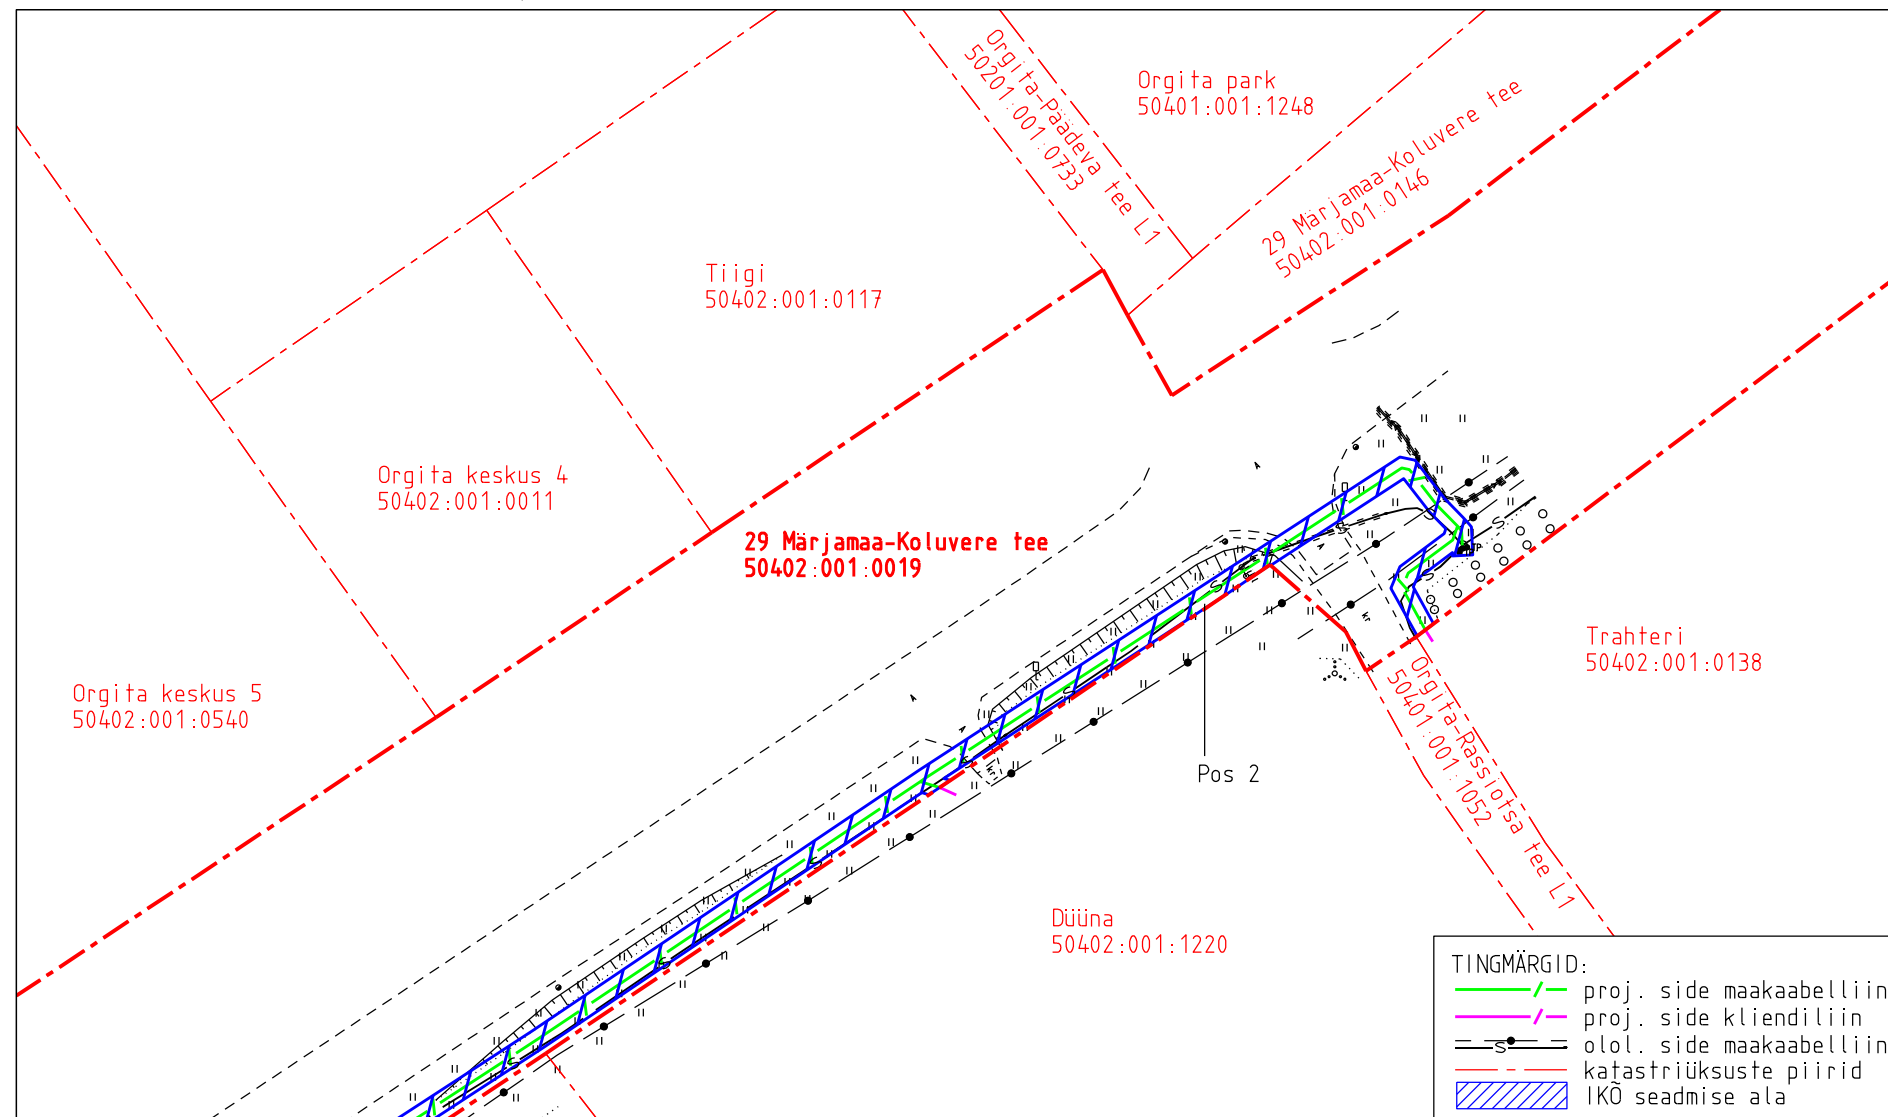 Orgita-Päädeva tee L1
50201:001:0733
Orgita park
50401:001:1248
29 Märjamaa-Koluvere tee
50402:001:0146
Tiigi
50402:001:0117
Orgita keskus 4
50402:001:0011
29 Märjamaa-Koluvere tee
50402:001:0019
Orgita keskus 5
50402:001:0540
Trahteri
50402:001:0138
Orgita-Rassiotsa tee L1
50401:001:1052
kr
kr
Pos 2
Düüna
50402:001:1220
TINGMÄRGID:
proj. side maakaabelliin
proj. side kliendiliin
S olol. side maakaabelliin
katastriüksuste piirid
IKÕ seadmise ala